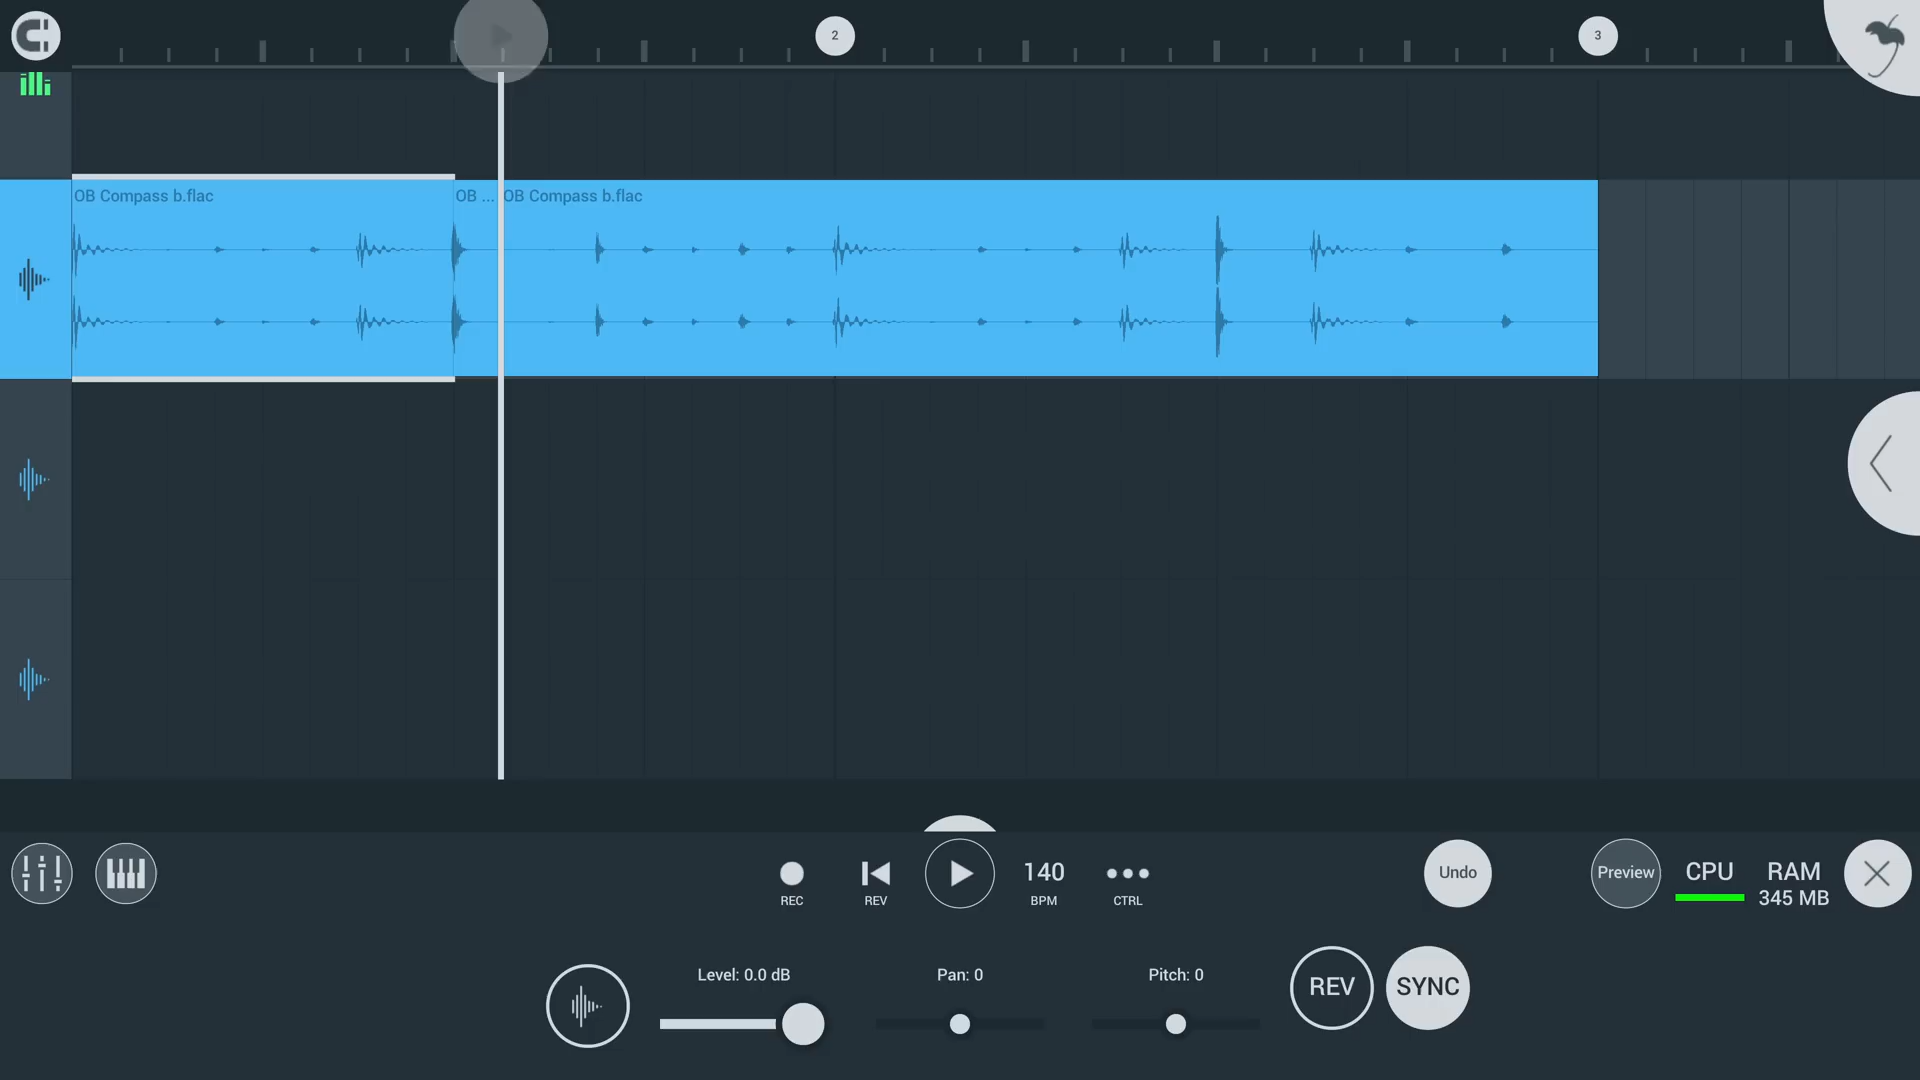 2
3
OB Compass b.flac
OB ...
OB Compass b.flac
REC
REV
140
BPM
CTRL
Undo
Preview
CPU
RAM
345 MB
Level: 0.0 dB
Pan: 0
Pitch: 0
REV
SYNC